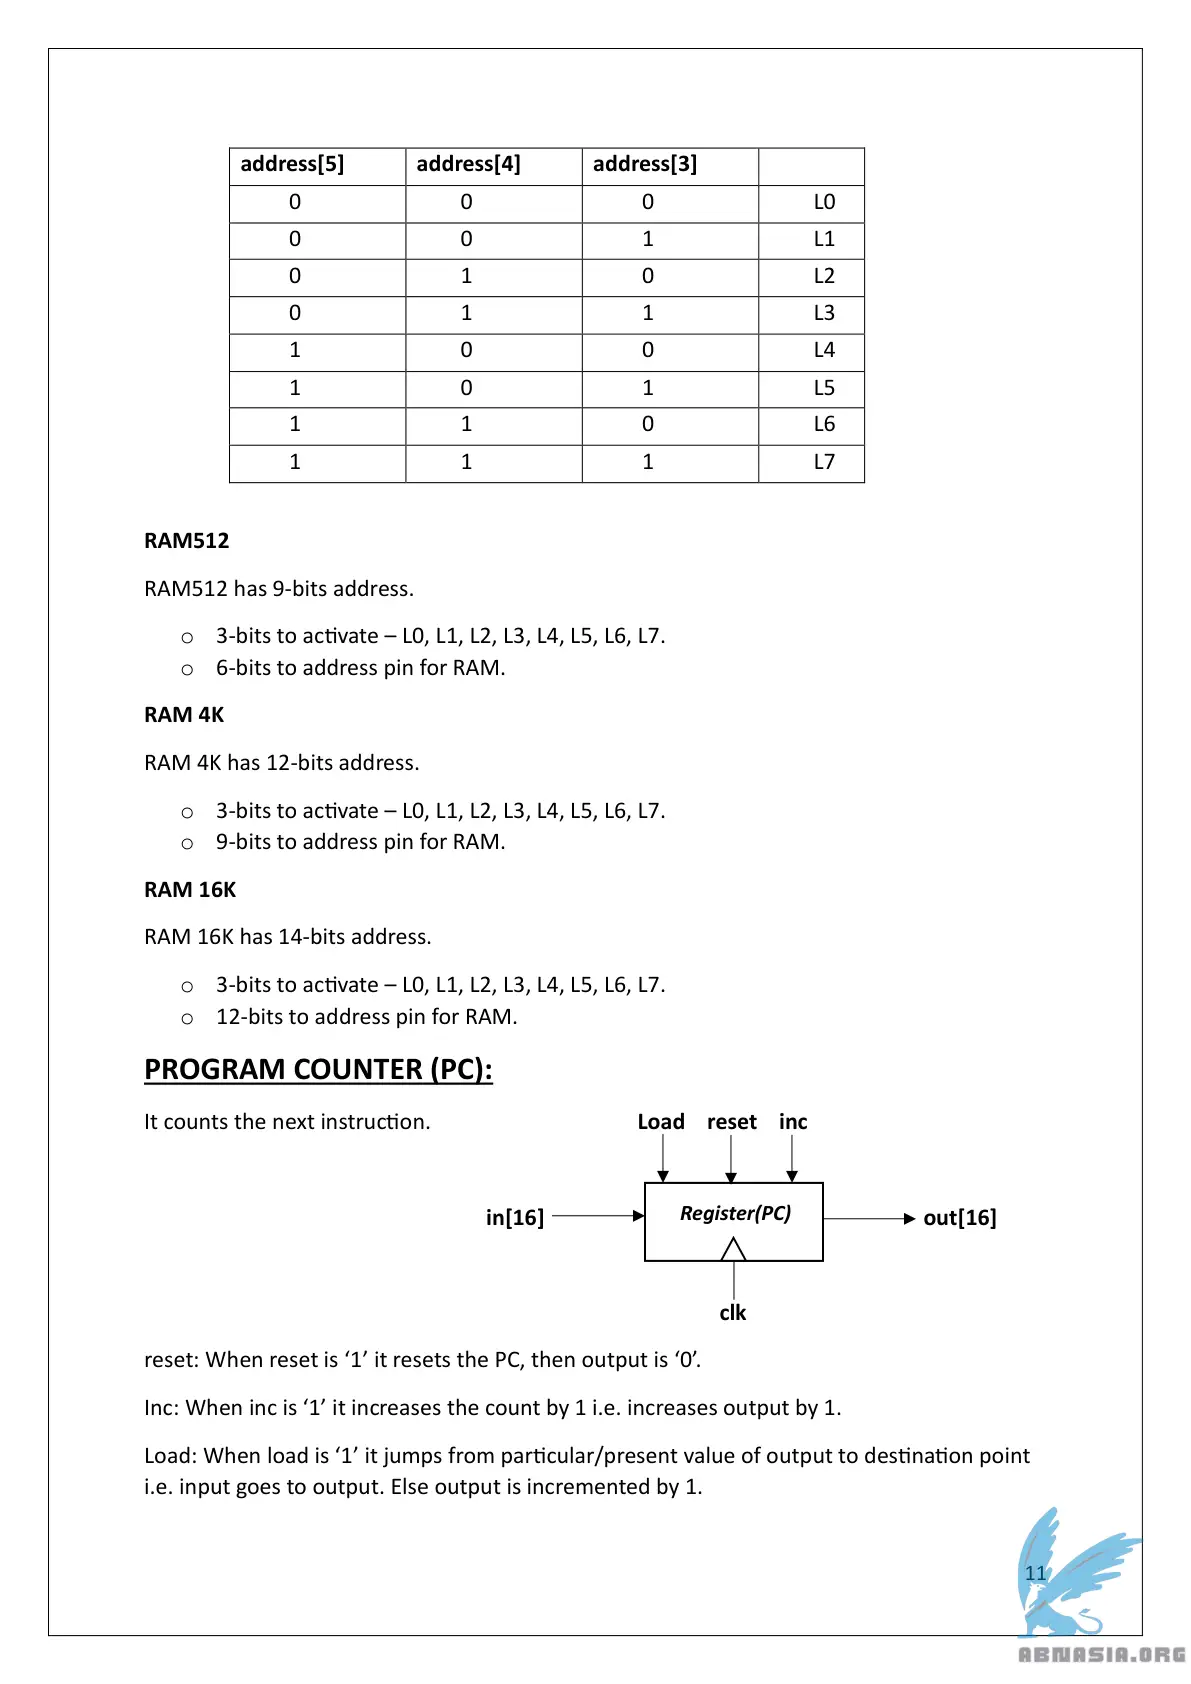 address[5] address[4] address[3]
0 0 0 L0
0 0 1 L1
0 1 0 L2
0 1 1 L3
1 0 0 L4
1 0 1 L5
1 1 0 L6
1 1 1 L7
RAM512
RAM512 has 9-bits address.
o 3-bits to activate – L0, L1, L2, L3, L4, L5, L6, L7.
o 6-bits to address pin for RAM.
RAM 4K
RAM 4K has 12-bits address.
o 3-bits to activate – L0, L1, L2, L3, L4, L5, L6, L7.
o 9-bits to address pin for RAM.
RAM 16K
RAM 16K has 14-bits address.
o 3-bits to activate – L0, L1, L2, L3, L4, L5, L6, L7.
o 12-bits to address pin for RAM.
PROGRAM COUNTER (PC):
It counts the next instruction.
Load reset inc
in[16] Register(PC) out[16]
clk
reset: When reset is ‘1’ it resets the PC, then output is ‘0’.
Inc: When inc is ‘1’ it increases the count by 1 i.e. increases output by 1.
Load: When load is ‘1’ it jumps from particular/present value of output to destination point
i.e. input goes to output. Else output is incremented by 1.
11
ABNASIA.ORG